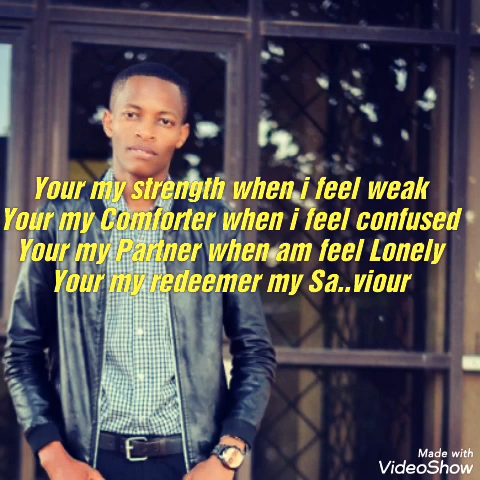 Your my strength when i feel weak
Your my Comforter when i feel confused
Your my Partner when am feel Lonely
Your my redeemer my Sa..viour
Made with
VideoShow